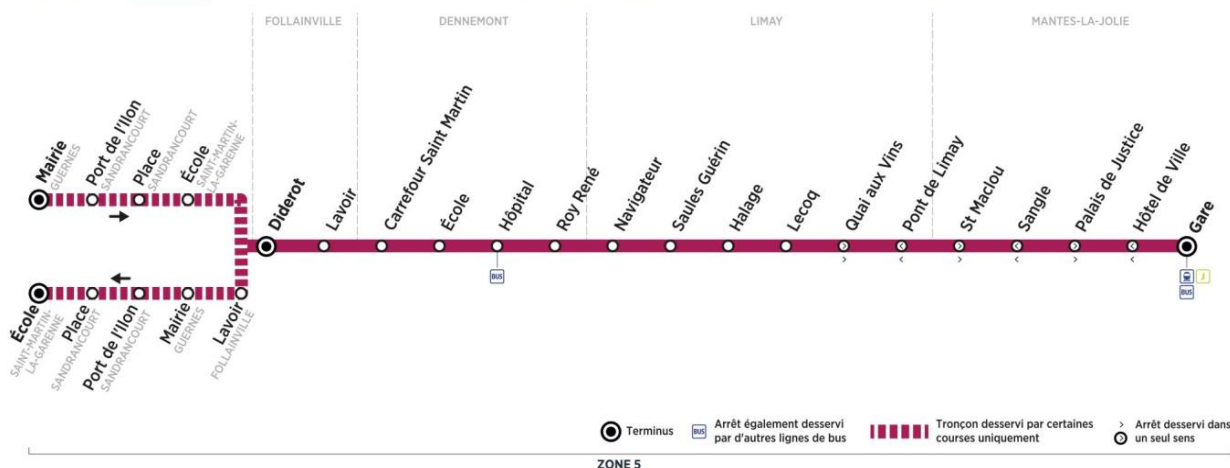 FOLLAINVILLE
DENNEMONT
LIMAY
MANTES-LA-JOLIE
Mairie
GUERNES
Port de l'Ilon
SANDRANCOURT
Place
SANDRANCOURT
École
SAINT-MARTIN-
LA-GARENNE
Diderot
Lavoir
Carrefour Saint Martin
École
Hôpital
Roy René
Navigateur
Saules Guérin
Halage
Lecoq
Quai aux Vins
Pont de Limay
St Maclou
Sangle
Palais de Justice
Hôtel de Ville
Gare
BUS
J
BUS
École
SAINT-MARTIN-
LA-GARENNE
Place
SANDRANCOURT
Port de l'Ilon
SANDRANCOURT
Mairie
GUERNES
Lavoir
FOLLAINVILLE
Terminus
BUS
Arrêt également desservi
par d'autres lignes de bus
Tronçon desservi par certaines
courses uniquement
Arrêt desservi dans
un seul sens
ZONE 5